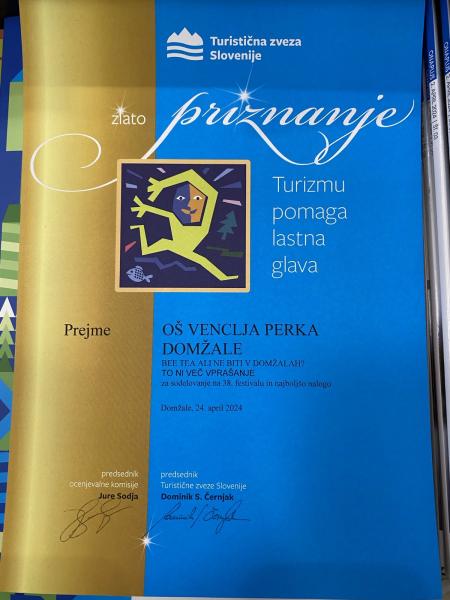 Turistična zveza
Slovenije
zlato priznanje
Turizmu
pomaga
lastna
glava
Prejme
OŠ VENCLJA PERKA
DOMŽALE
BEE TEA ALI NE BITI V DOMŽALAH?
TO NI VEČ VPRAŠANJE
za sodelovanje na 38. festivalu in najboljšo nalogo
Domžale, 24. april 2024
predsednik
ocenjevalne komisije
Jure Sodja
predsednik
Turistične zveze Slovenije
Dominik S. Černjak